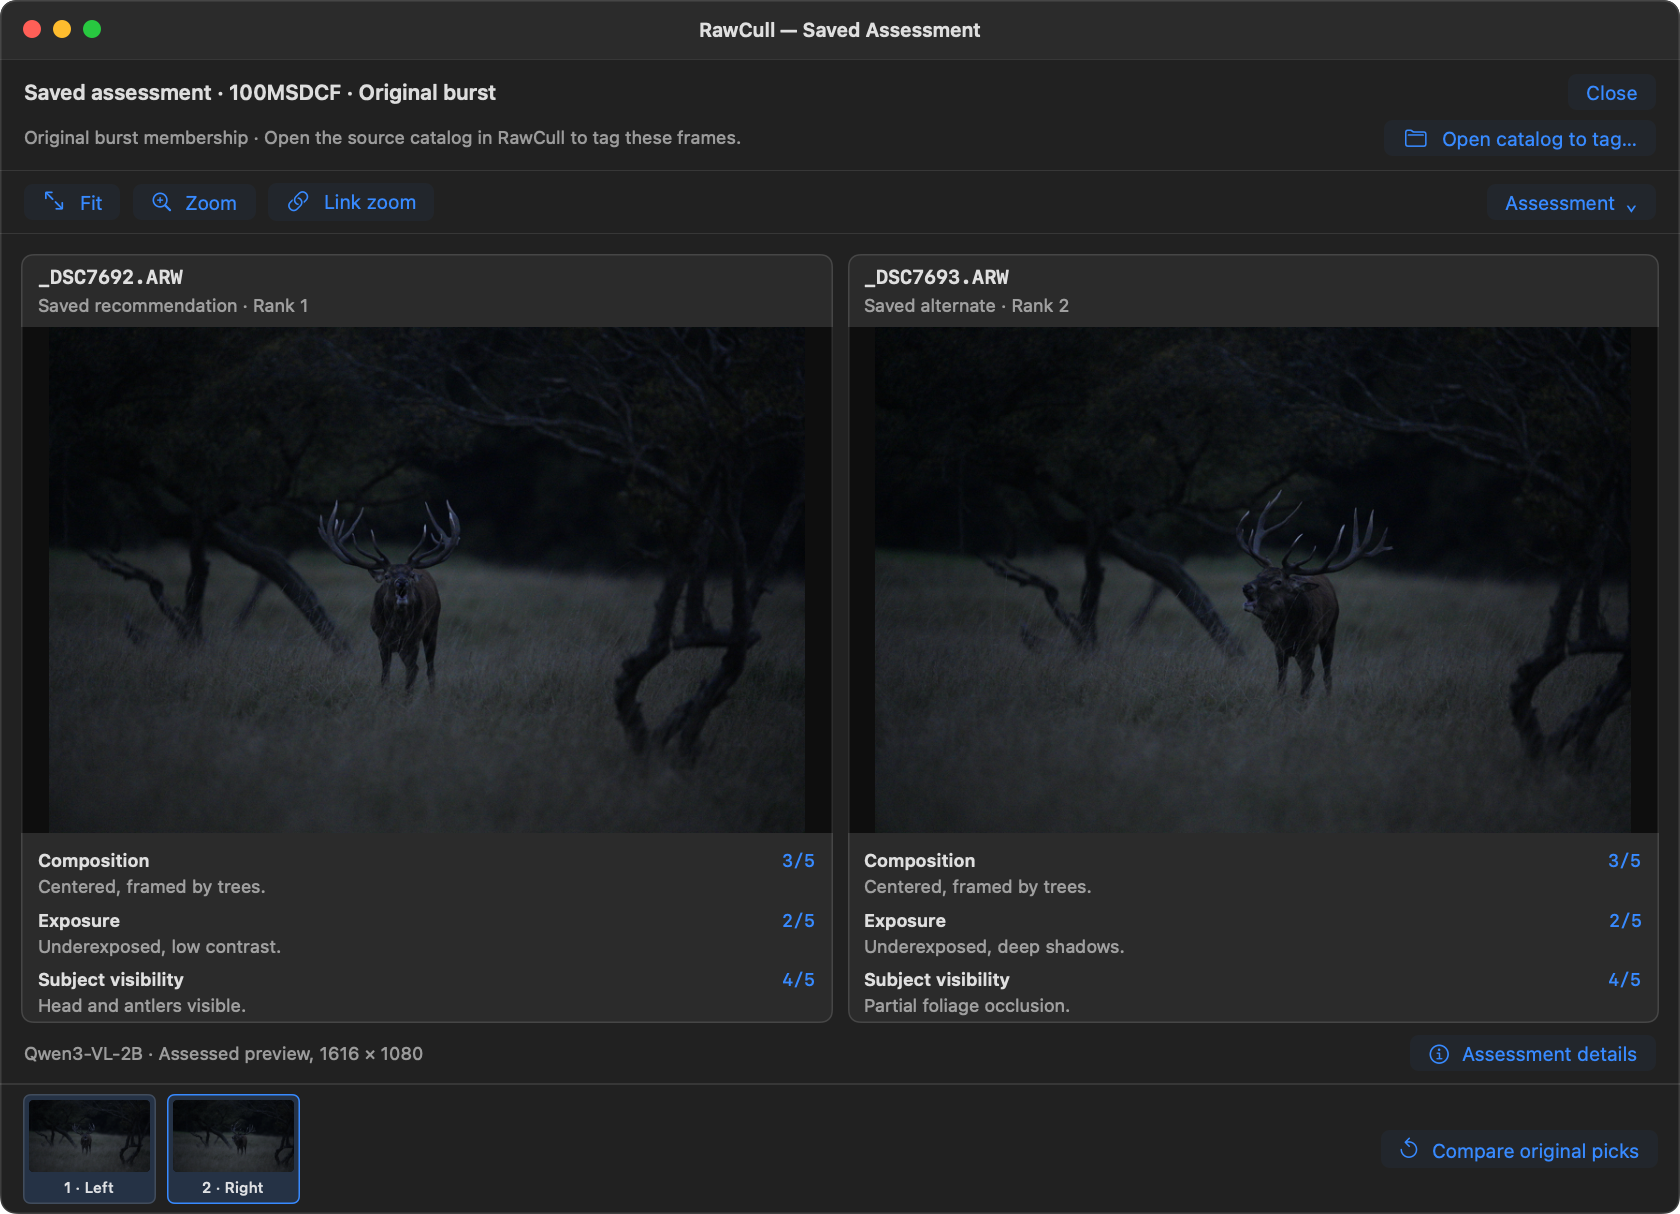 RawCull — Saved Assessment
Saved assessment · 100MSDCF · Original burst
Close
Original burst membership · Open the source catalog in RawCull to tag these frames.
Open catalog to tag...
Fit
Zoom
Link zoom
Assessment
_DSC7692.ARW
Saved recommendation · Rank 1
_DSC7693.ARW
Saved alternate · Rank 2
Composition 3/5
Centered, framed by trees.
Exposure 2/5
Underexposed, low contrast.
Subject visibility 4/5
Head and antlers visible.
Composition 3/5
Centered, framed by trees.
Exposure 2/5
Underexposed, deep shadows.
Subject visibility 4/5
Partial foliage occlusion.
Qwen3-VL-2B · Assessed preview, 1616 × 1080
Assessment details
1 · Left
2 · Right
Compare original picks